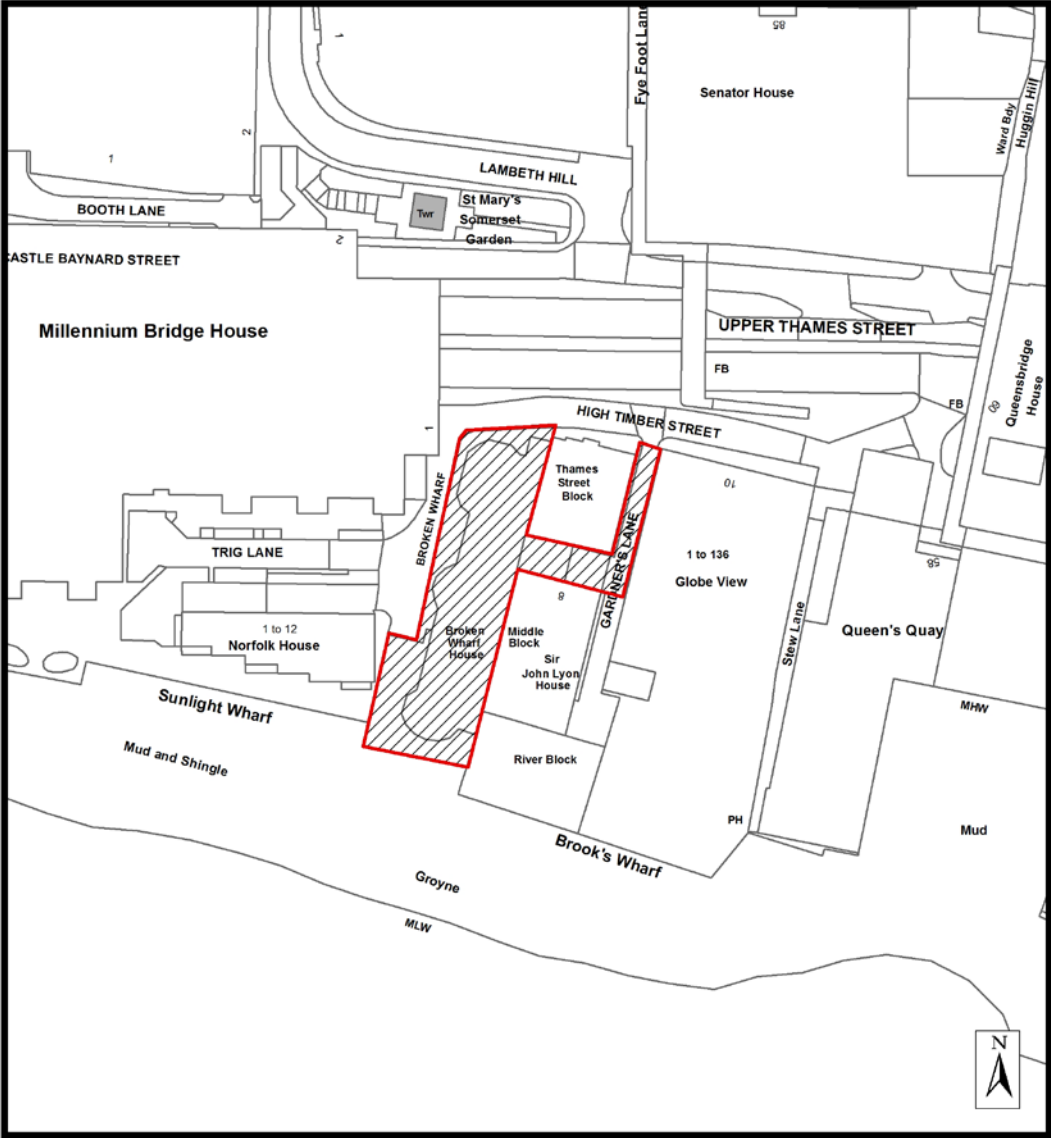 1
85
Fye Foot Lane
Senator House
Ward Bdy
Huggin Hill
2
1
LAMBETH HILL
St Mary's
Somerset
Garden
Twr
BOOTH LANE
2
CASTLE BAYNARD STREET
Millennium Bridge House
UPPER THAMES STREET
FB
FB
60
Queensbridge
House
HIGH TIMBER STREET
1
Thames
Street
Block
10
BROKEN WHARF
TRIG LANE
GARDNER'S LANE
1 to 136
Globe View
58
8
1 to 12
Norfolk House
Broken
Wharf
House
Middle
Block
Sir
John Lyon
House
Stew Lane
Queen's Quay
Sunlight Wharf
MHW
Mud and Shingle
River Block
PH
Mud
Brook's Wharf
Groyne
MLW
N